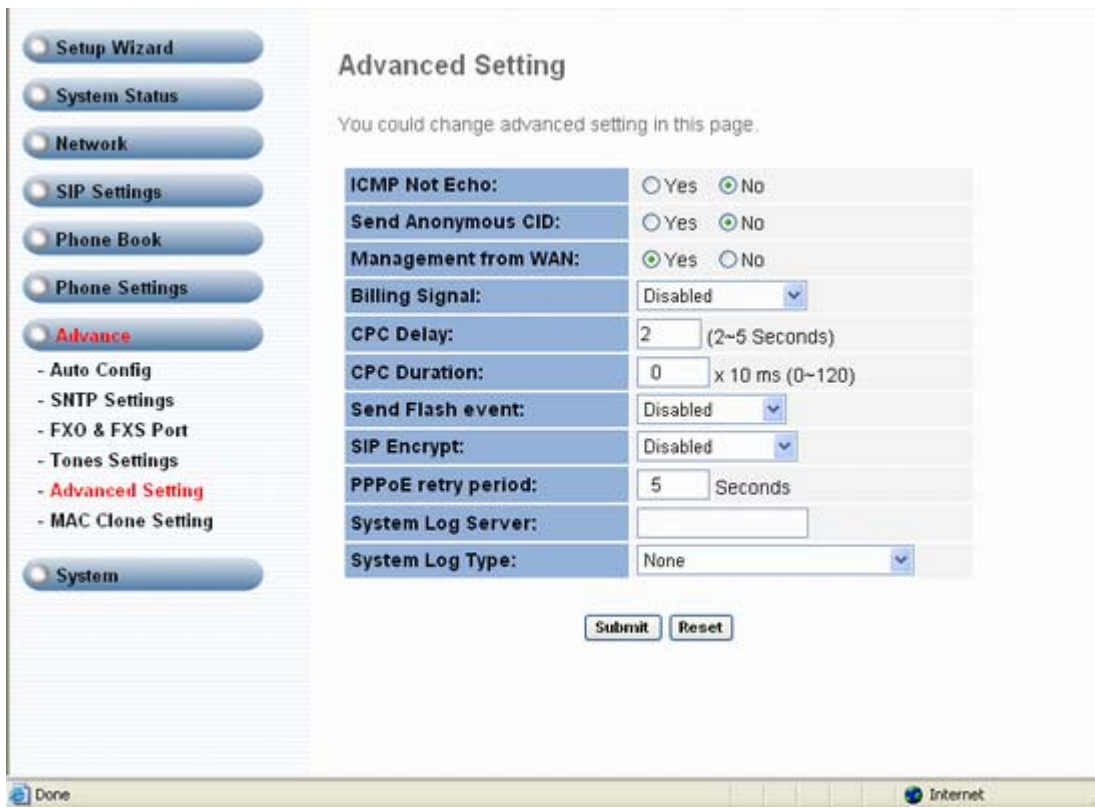 Setup Wizard
System Status
Network
SIP Settings
Phone Book
Phone Settings
Advance
- Auto Config
- SNTP Settings
- FXO & FXS Port
- Tones Settings
- Advanced Setting
- MAC Clone Setting
System
Advanced Setting
You could change advanced setting in this page.
ICMP Not Echo: Yes No
Send Anonymous CID: Yes No
Management from WAN: Yes No
Billing Signal: Disabled
CPC Delay: 2 (2~5 Seconds)
CPC Duration: 0 x 10 ms (0~120)
Send Flash event: Disabled
SIP Encrypt: Disabled
PPPoE retry period: 5 Seconds
System Log Server:
System Log Type: None
Submit Reset
Done Internet